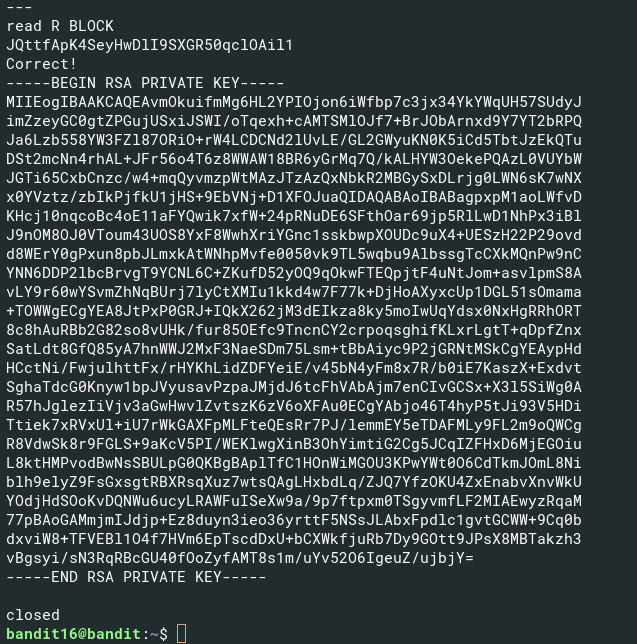 ---
read R BLOCK
JQttfApK4SeyHwDlI9SXGR50qclOAil1
Correct!
-----BEGIN RSA PRIVATE KEY-----
MIIEogIBAAKCAQEAvmOkuifmMg6HL2YPIOjon6iWfbp7c3jx34YkYWqUH57SUdyJ
imZzeyGC0gtZPGujUSxiJSWI/oTqexh+cAMTSMlOJf7+BrJObArnxd9Y7YT2bRPQ
Ja6Lzb558YW3FZl87ORiO+rW4LCDCNd2lUvLE/GL2GWyuKN0K5iCd5TbtJzEkQTu
DSt2mcNn4rhAL+JFr56o4T6z8WWAW18BR6yGrMq7Q/kALHYW3OekePQAzL0VUYbW
JGTi65CxbCnzc/w4+mqQyvmzpWtMAzJTzAzQxNbkR2MBGySxDLrjg0LWN6sK7wNX
x0YVztz/zbIkPjfkU1jHS+9EbVNj+D1XFOJuaQIDAQABAoIBABagpxpM1aoLWfvD
KHcj10nqcoBc4oE11aFYQwik7xfW+24pRNuDE6SFthOar69jp5RlLwD1NhPx3iBl
J9nOM8OJ0VToum43UOS8YxF8WwhXriYGnc1sskbwpXOUDc9uX4+UESzH22P29ovd
d8WErY0gPxun8pbJLmxkAtWNhpMvfe0050vk9TL5wqbu9AlbssgTcCXkMQnPw9nC
YNN6DDP2lbcBrvgT9YCNL6C+ZKufD52yOQ9qOkwFTEQpjtF4uNtJom+asvlpmS8A
vLY9r60wYSvmZhNqBUrj7lyCtXMIu1kkd4w7F77k+DjHoAXyxcUp1DGL51sOmama
+TOWWgECgYEA8JtPxP0GRJ+IQkX262jM3dEIkza8ky5moIwUqYdsx0NxHgRRhORT
8c8hAuRBb2G82so8vUHk/fur85OEfc9TncnCY2crpoqsghifKLxrLgtT+qDpfZnx
SatLdt8GfQ85yA7hnWWJ2MxF3NaeSDm75Lsm+tBbAiyc9P2jGRNtMSkCgYEAypHd
HCctNi/FwjulhttFx/rHYKhLidZDFYeiE/v45bN4yFm8x7R/b0iE7KaszX+Exdvt
SghaTdcG0Knyw1bpJVyusavPzpaJMjdJ6tcFhVAbAjm7enCIvGCSx+X3l5SiWg0A
R57hJglezIiVjv3aGwHwvlZvtszK6zV6oXFAu0ECgYAbjo46T4hyP5tJi93V5HDi
Ttiek7xRVxUl+iU7rWkGAXFpMLFteQEsRr7PJ/lemmEY5eTDAFMLy9FL2m9oQWCg
R8VdwSk8r9FGLS+9aKcV5PI/WEKlwgXinB3OhYimtiG2Cg5JCqIZFHxD6MjEGOiu
L8ktHMPvodBwNsSBULpG0QKBgBAplTfC1HOnWiMGOU3KPwYWt0O6CdTkmJOmL8Ni
blh9elyZ9FsGxsgtRBXRsqXuz7wtsQAgLHxbdLq/ZJQ7YfzOKU4ZxEnabvXnvWkU
YOdjHdSOoKvDQNWu6ucyLRAWFuISeXw9a/9p7ftpxm0TSgyvmfLF2MIAEwyzRqaM
77pBAoGAMmjmIJdjp+Ez8duyn3ieo36yrttF5NSsJLAbxFpdlc1gvtGCWW+9Cq0b
dxviW8+TFVEBl1O4f7HVm6EpTscdDxU+bCXWkfjuRb7Dy9GOtt9JPsX8MBTakzh3
vBgsyi/sN3RqRBcGU40fOoZyfAMT8s1m/uYv52O6IgeuZ/ujbjY=
-----END RSA PRIVATE KEY-----
closed
bandit16@bandit:~$